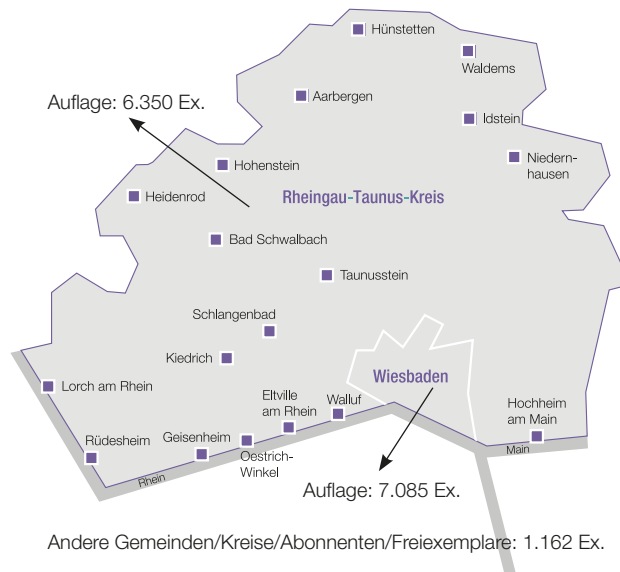 Hünstetten
Waldems
Aarbergen
Auflage: 6.350 Ex.
Idstein
Niedern-
hausen
Hohenstein
Heidenrod
Rheingau-Taunus-Kreis
Bad Schwalbach
Taunusstein
Schlangenbad
Kiedrich
Wiesbaden
Lorch am Rhein
Eltville
am Rhein
Walluf
Hochheim
am Main
Rüdesheim
Geisenheim
Oestrich-
Winkel
Main
Rhein
Auflage: 7.085 Ex.
Andere Gemeinden/Kreise/Abonnenten/Freiexemplare: 1.162 Ex.